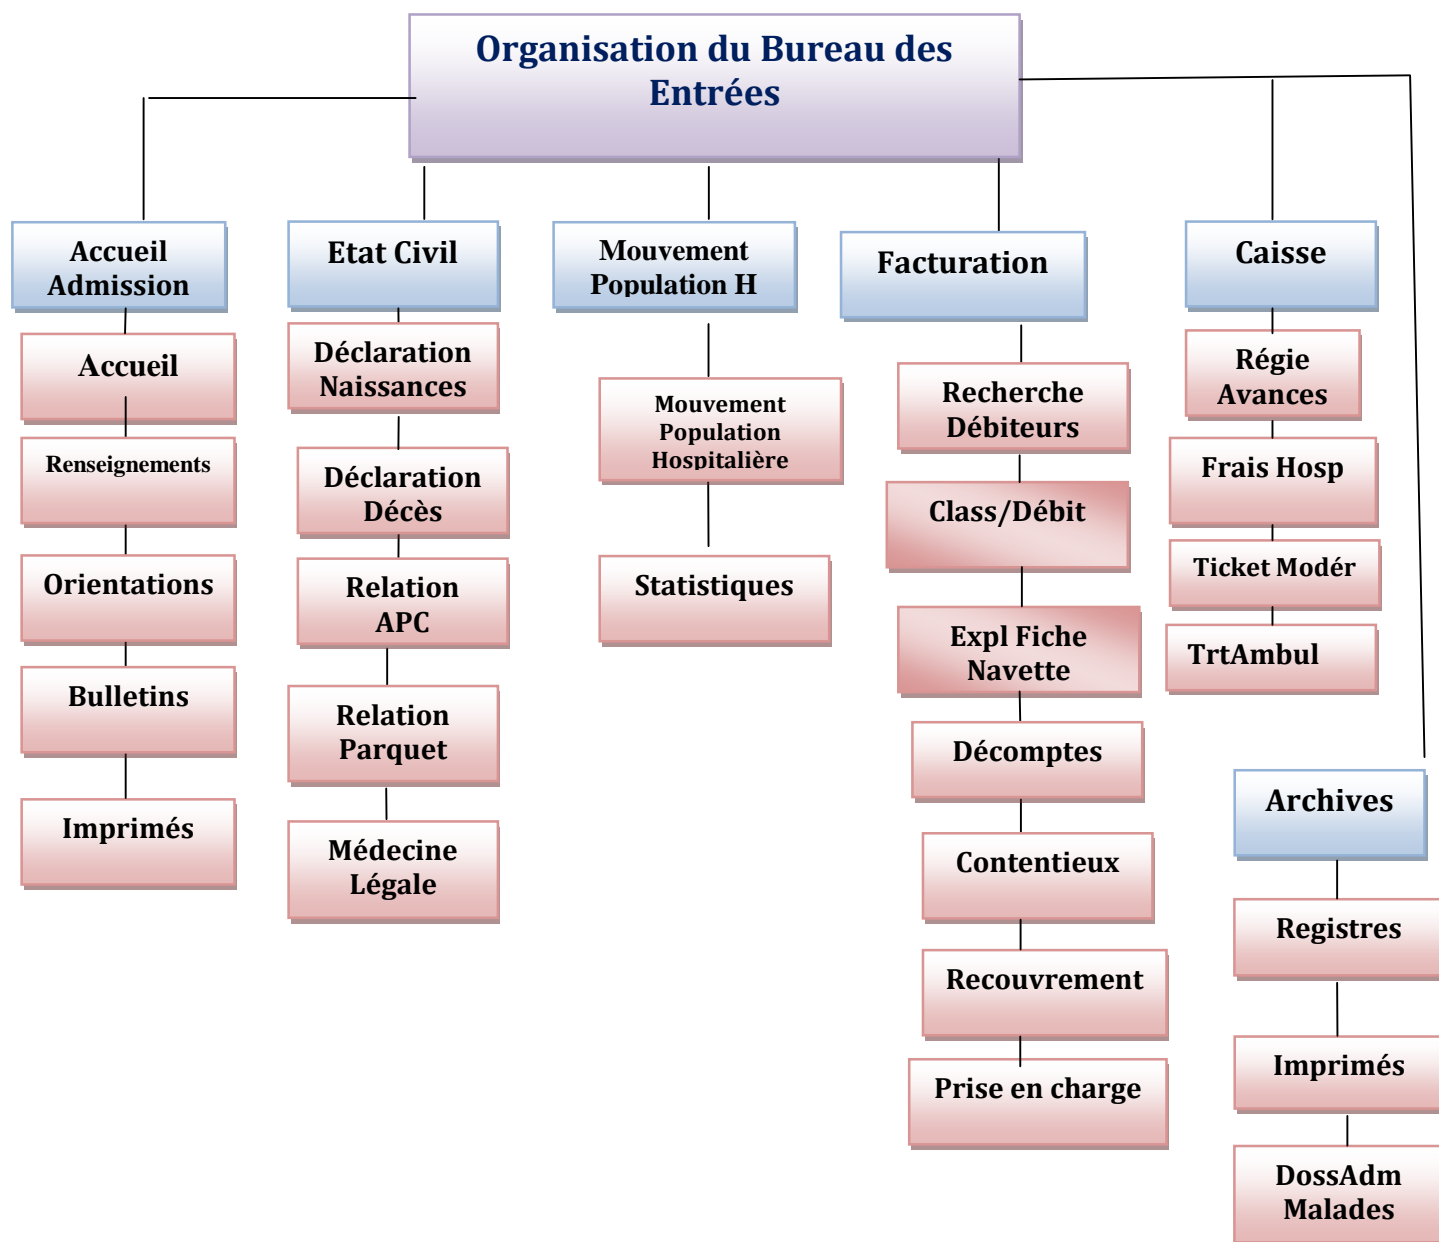 Organisation du Bureau des
Entrées
Accueil
Admission
Accueil
Renseignements
Orientations
Bulletins
Imprimés
Etat Civil
Déclaration
Naissances
Déclaration
Décès
Relation
APC
Relation
Parquet
Médecine
Légale
Mouvement
Population H
Mouvement
Population
Hospitalière
Statistiques
Facturation
Recherche
Débiteurs
Class/Débit
Expl Fiche
Navette
Décomptes
Contentieux
Recouvrement
Prise en charge
Caisse
Régie
Avances
Frais Hosp
Ticket Modér
TrtAmbul
Archives
Registres
Imprimés
DossAdm
Malades